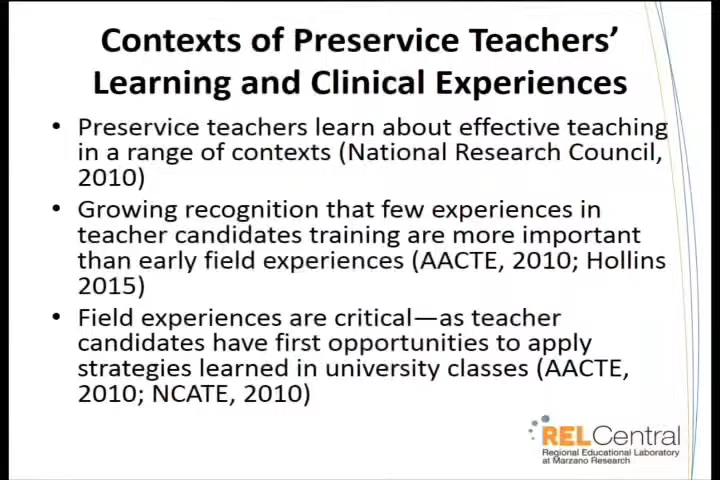 Contexts of Preservice Teachers’
Learning and Clinical Experiences
• Preservice teachers learn about effective teaching
in a range of contexts (National Research Council,
2010)
• Growing recognition that few experiences in
teacher candidates training are more important
than early field experiences (AACTE, 2010; Hollins
2015)
• Field experiences are critical—as teacher
candidates have first opportunities to apply
strategies learned in university classes (AACTE,
2010; NCATE, 2010)
RELCentral
Regional Educational Laboratory
at Marzano Research